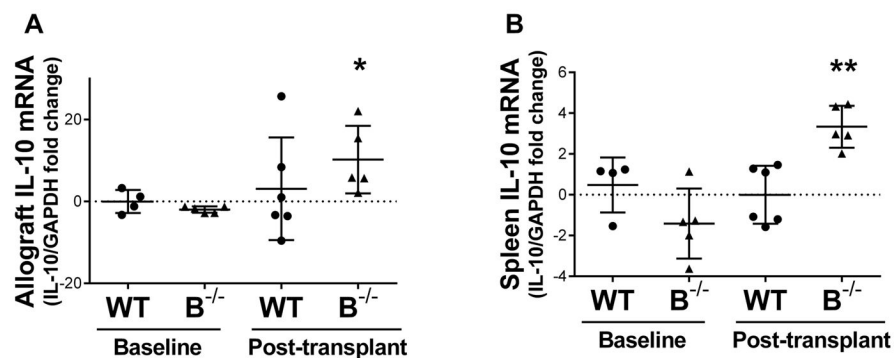 A
Allograft IL-10 mRNA
(IL-10/GAPDH fold change)
20
0
-20
*
WT
B-/-
WT
B-/-
Baseline
Post-transplant
B
Spleen IL-10 mRNA
(IL-10/GAPDH fold change)
6
4
2
0
-2
-4
**
WT
B-/-
WT
B-/-
Baseline
Post-transplant